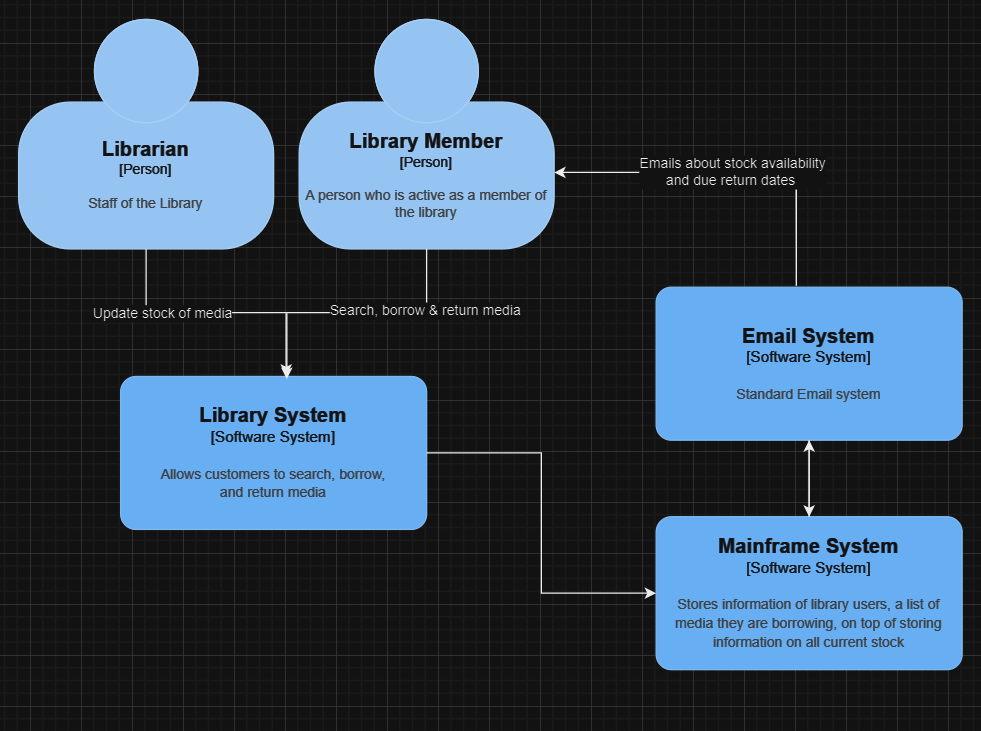 Librarian
[Person]
Staff of the Library
Library Member
[Person]
A person who is active as a member of
the library
Emails about stock availability
and due return dates
Update stock of media
Search, borrow & return media
Email System
[Software System]
Standard Email system
Library System
[Software System]
Allows customers to search, borrow,
and return media
Mainframe System
[Software System]
Stores information of library users, a list of
media they are borrowing, on top of storing
information on all current stock